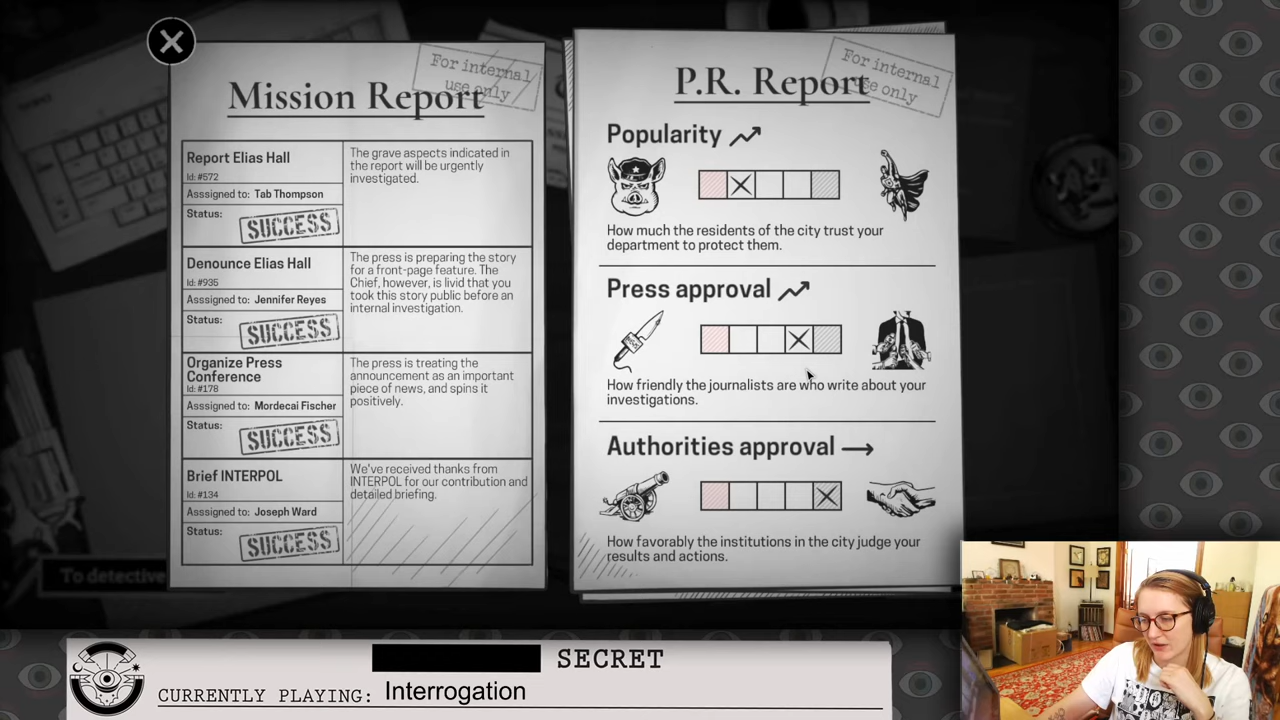 For internal
use only
Mission Report
Report Elias Hall
Id: #572
Asssigned to: Tab Thompson
Status:
SUCCESS
The grave aspects indicated in
the report will be urgently
investigated.
Denounce Elias Hall
Id: #935
Asssigned to: Jennifer Reyes
Status:
SUCCESS
The press is preparing the story
for a front-page feature. The
Chief, however, is livid that you
took this story public before an
internal investigation.
Organize Press
Conference
Id: #178
Asssigned to: Mordecai Fischer
Status:
SUCCESS
The press is treating the
announcement as an important
piece of news, and spins it
positively.
Brief INTERPOL
Id: #134
Asssigned to: Joseph Ward
Status:
SUCCESS
We've received thanks from
INTERPOL for our contribution and
detailed briefing.
For internal
use only
P.R. Report
Popularity
How much the residents of the city trust your
department to protect them.
Press approval
How friendly the journalists are who write about your
investigations.
Authorities approval
How favorably the institutions in the city judge your
results and actions.
To detective
SECRET
CURRENTLY PLAYING: Interrogation